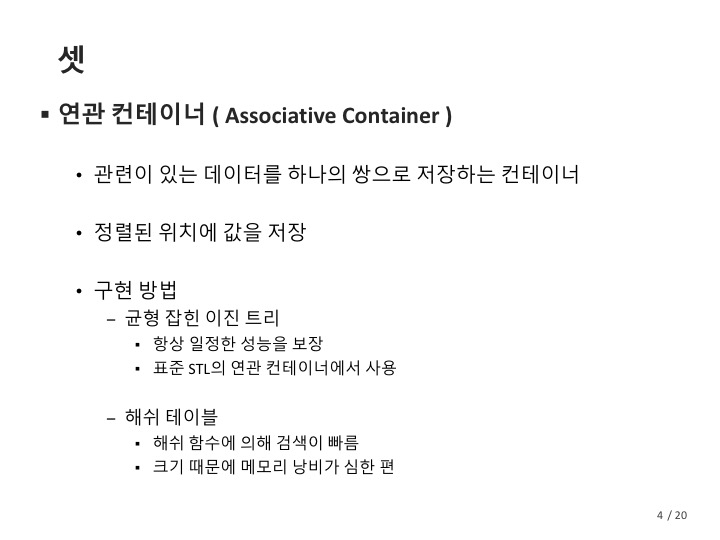 셋
▪ 연관 컨테이너 ( Associative Container )
• 관련이 있는 데이터를 하나의 쌍으로 저장하는 컨테이너
• 정렬된 위치에 값을 저장
• 구현 방법
– 균형 잡힌 이진 트리
▪ 항상 일정한 성능을 보장
▪ 표준 STL의 연관 컨테이너에서 사용
– 해쉬 테이블
▪ 해쉬 함수에 의해 검색이 빠름
▪ 크기 때문에 메모리 낭비가 심한 편
4 / 20